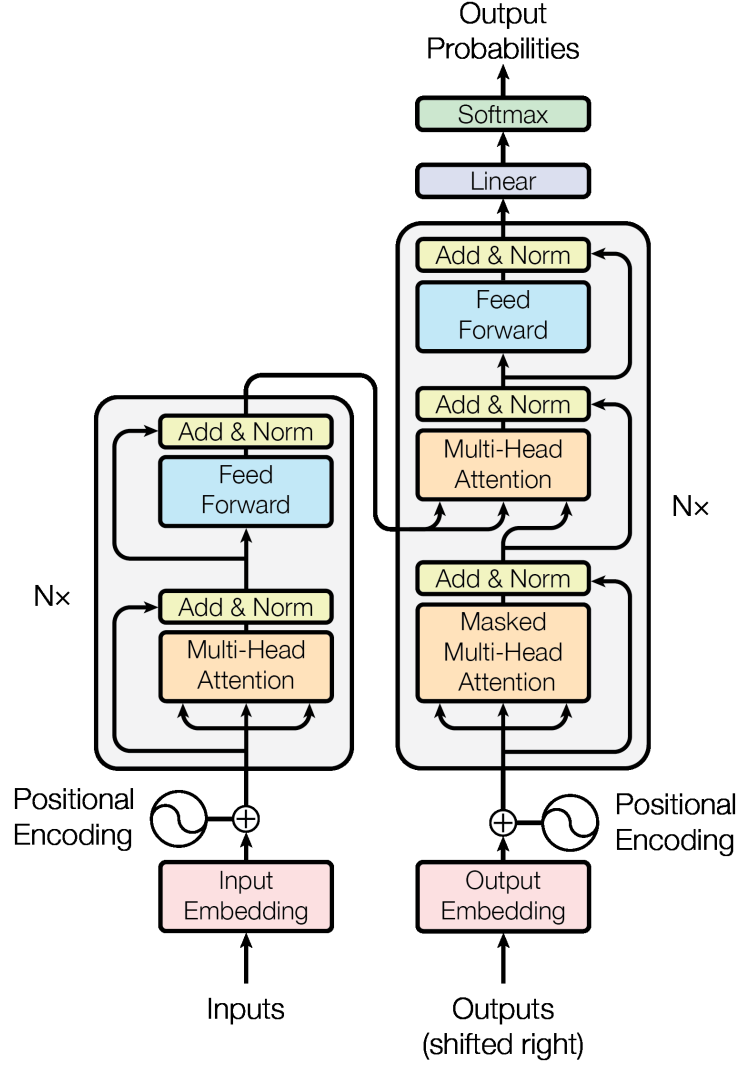 Output
Probabilities
Softmax
Linear
Add & Norm
Feed
Forward
Add & Norm
Multi-Head
Attention
Add & Norm
Masked
Multi-Head
Attention
Nx
Add & Norm
Feed
Forward
Add & Norm
Multi-Head
Attention
N×
Positional
Encoding
Positional
Encoding
Input
Embedding
Output
Embedding
Inputs
Outputs
(shifted right)